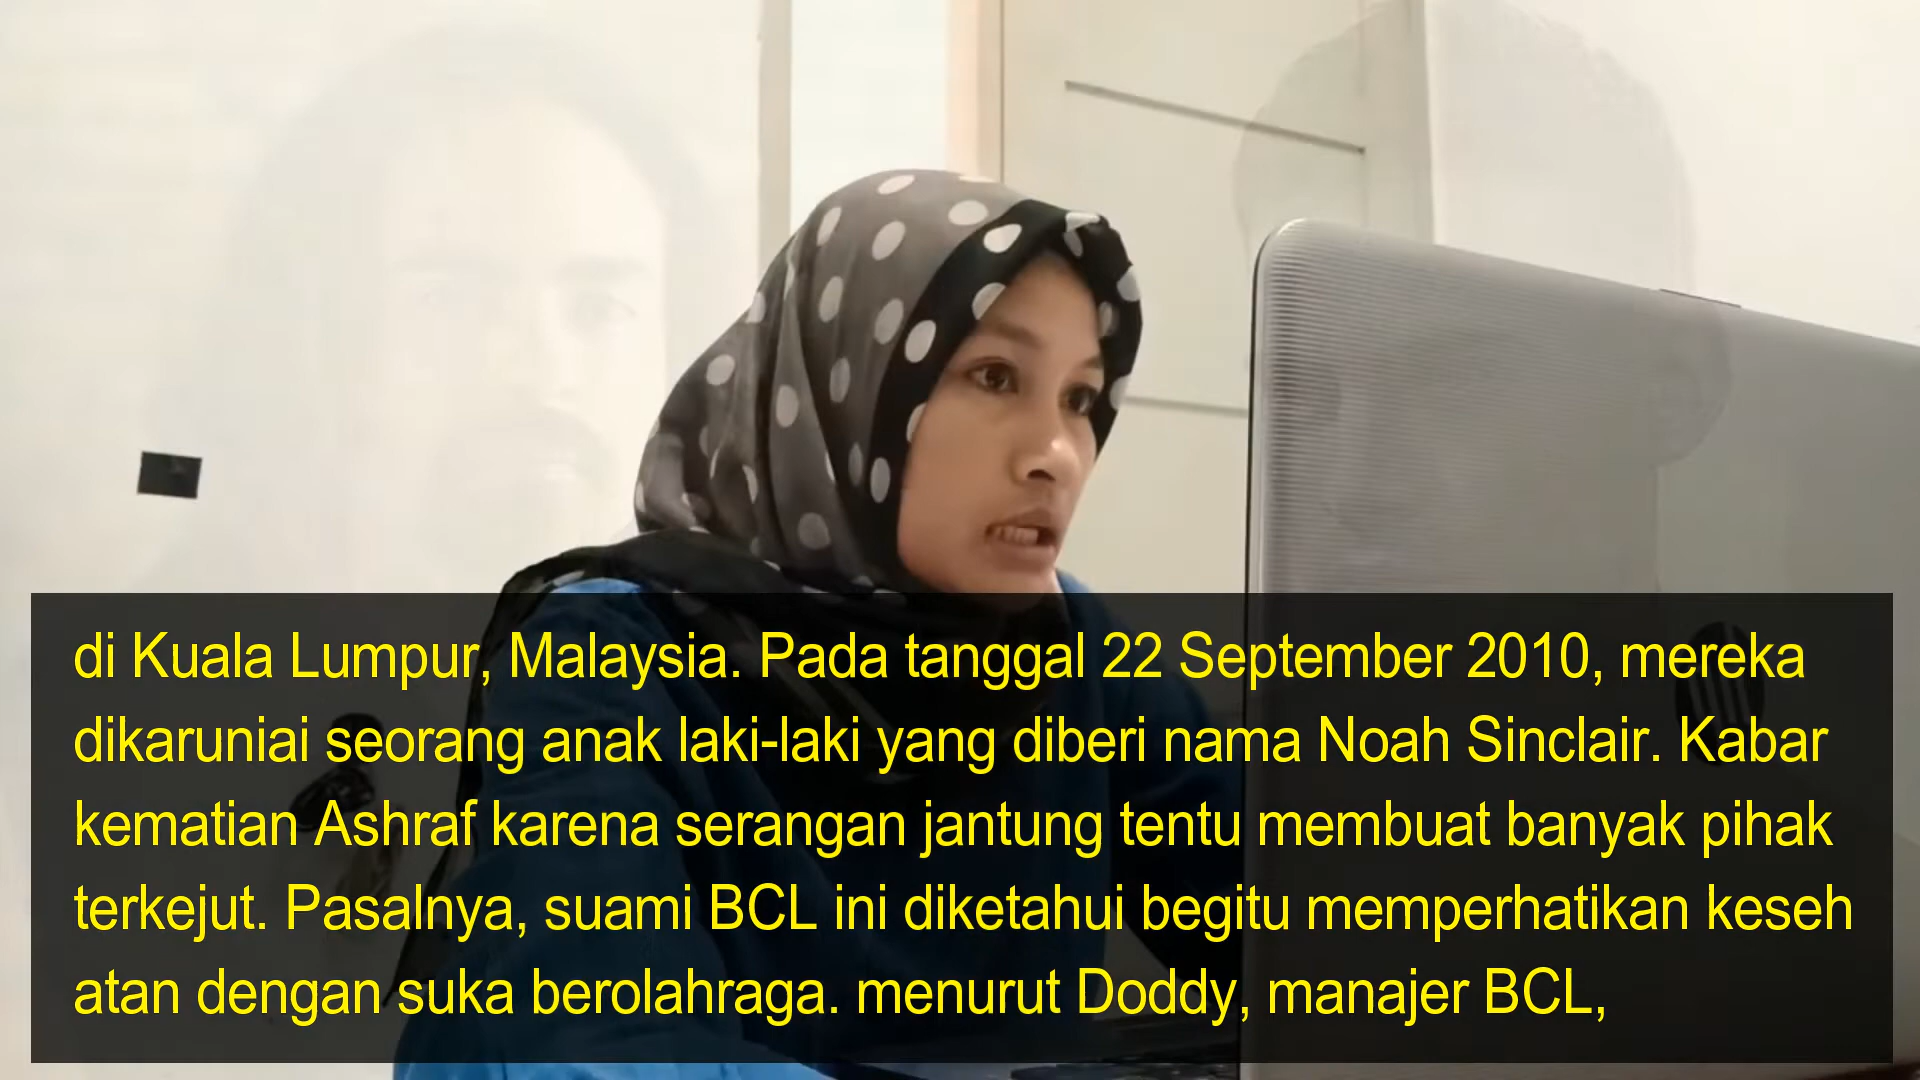 di Kuala Lumpur, Malaysia. Pada tanggal 22 September 2010, mereka
dikaruniai seorang anak laki-laki yang diberi nama Noah Sinclair. Kabar
kematian Ashraf karena serangan jantung tentu membuat banyak pihak
terkejut. Pasalnya, suami BCL ini diketahui begitu memperhatikan keseh
atan dengan suka berolahraga. menurut Doddy, manajer BCL,